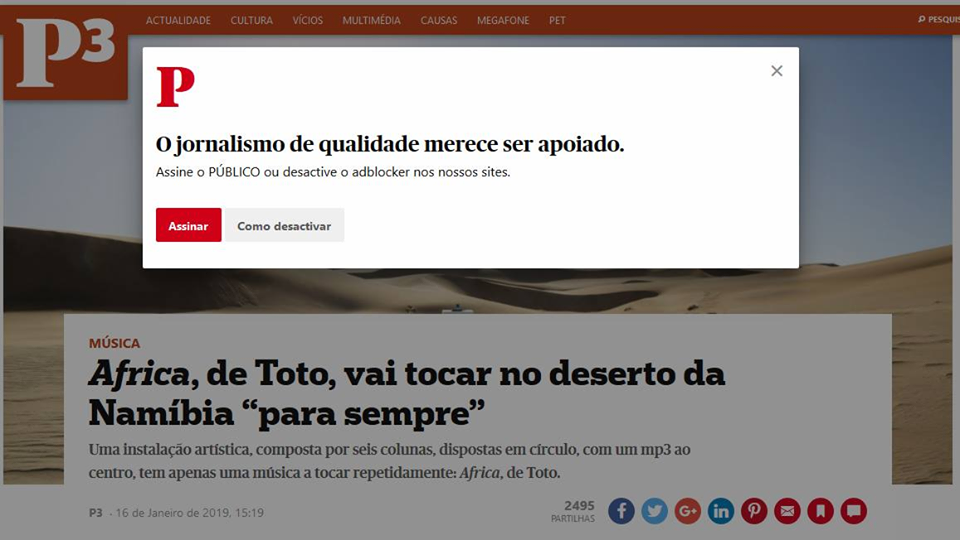 P3
ACTUALIDADE CULTURA VÍCIOS MULTIMÉDIA CAUSAS MEGAFONE PET
P
O jornalismo de qualidade merece ser apoiado.
Assine o PÚBLICO ou desactive o adblocker nos nossos sites.
Assinar Como desactivar
MÚSICA
Africa, de Toto, vai tocar no deserto da
Namíbia “para sempre”
Uma instalação artística, composta por seis colunas, dispostas em círculo, com um mp3 ao
centro, tem apenas uma música a tocar repetidamente: Africa, de Toto.
P3 - 16 de Janeiro de 2019, 15:19
2495
PARTILHAS